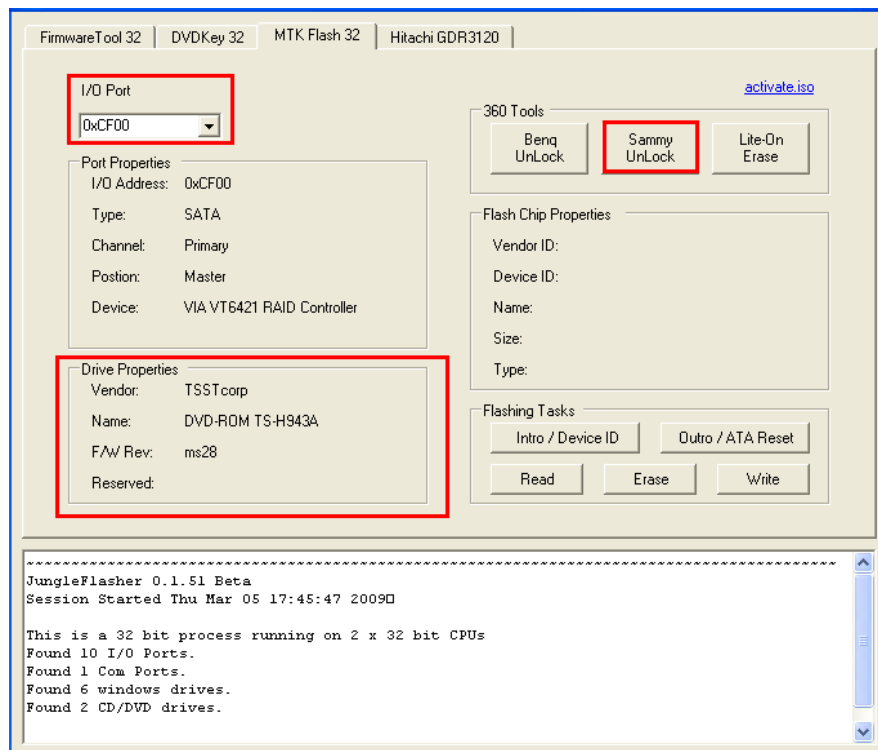 FirmwareTool 32 DVDKey 32 MTK Flash 32 Hitachi GDR3120
I/O Port
0xCF00
activate.iso
360 Tools
Benq UnLock
Sammy UnLock
Lite-On Erase
Port Properties
I/O Address: 0xCF00
Type: SATA
Channel: Primary
Postion: Master
Device: VIA VT6421 RAID Controller
Flash Chip Properties
Vendor ID:
Device ID:
Name:
Size:
Type:
Drive Properties
Vendor: TSSTcorp
Name: DVD-ROM TS-H943A
F/W Rev: ms28
Reserved:
Flashing Tasks
Intro / Device ID Outro / ATA Reset
Read Erase Write
~~~~~~~~~~~~~~~~~~~~~~~~~~~~~~~~~~~~~~~~~~~~~~~~~~~~~~~~~~~~~~~~~~~~~~~~~~~~~~~~~~~~~~~~~~
JungleFlasher 0.1.51 Beta
Session Started Thu Mar 05 17:45:47 2009□
This is a 32 bit process running on 2 x 32 bit CPUs
Found 10 I/O Ports.
Found 1 Com Ports.
Found 6 windows drives.
Found 2 CD/DVD drives.